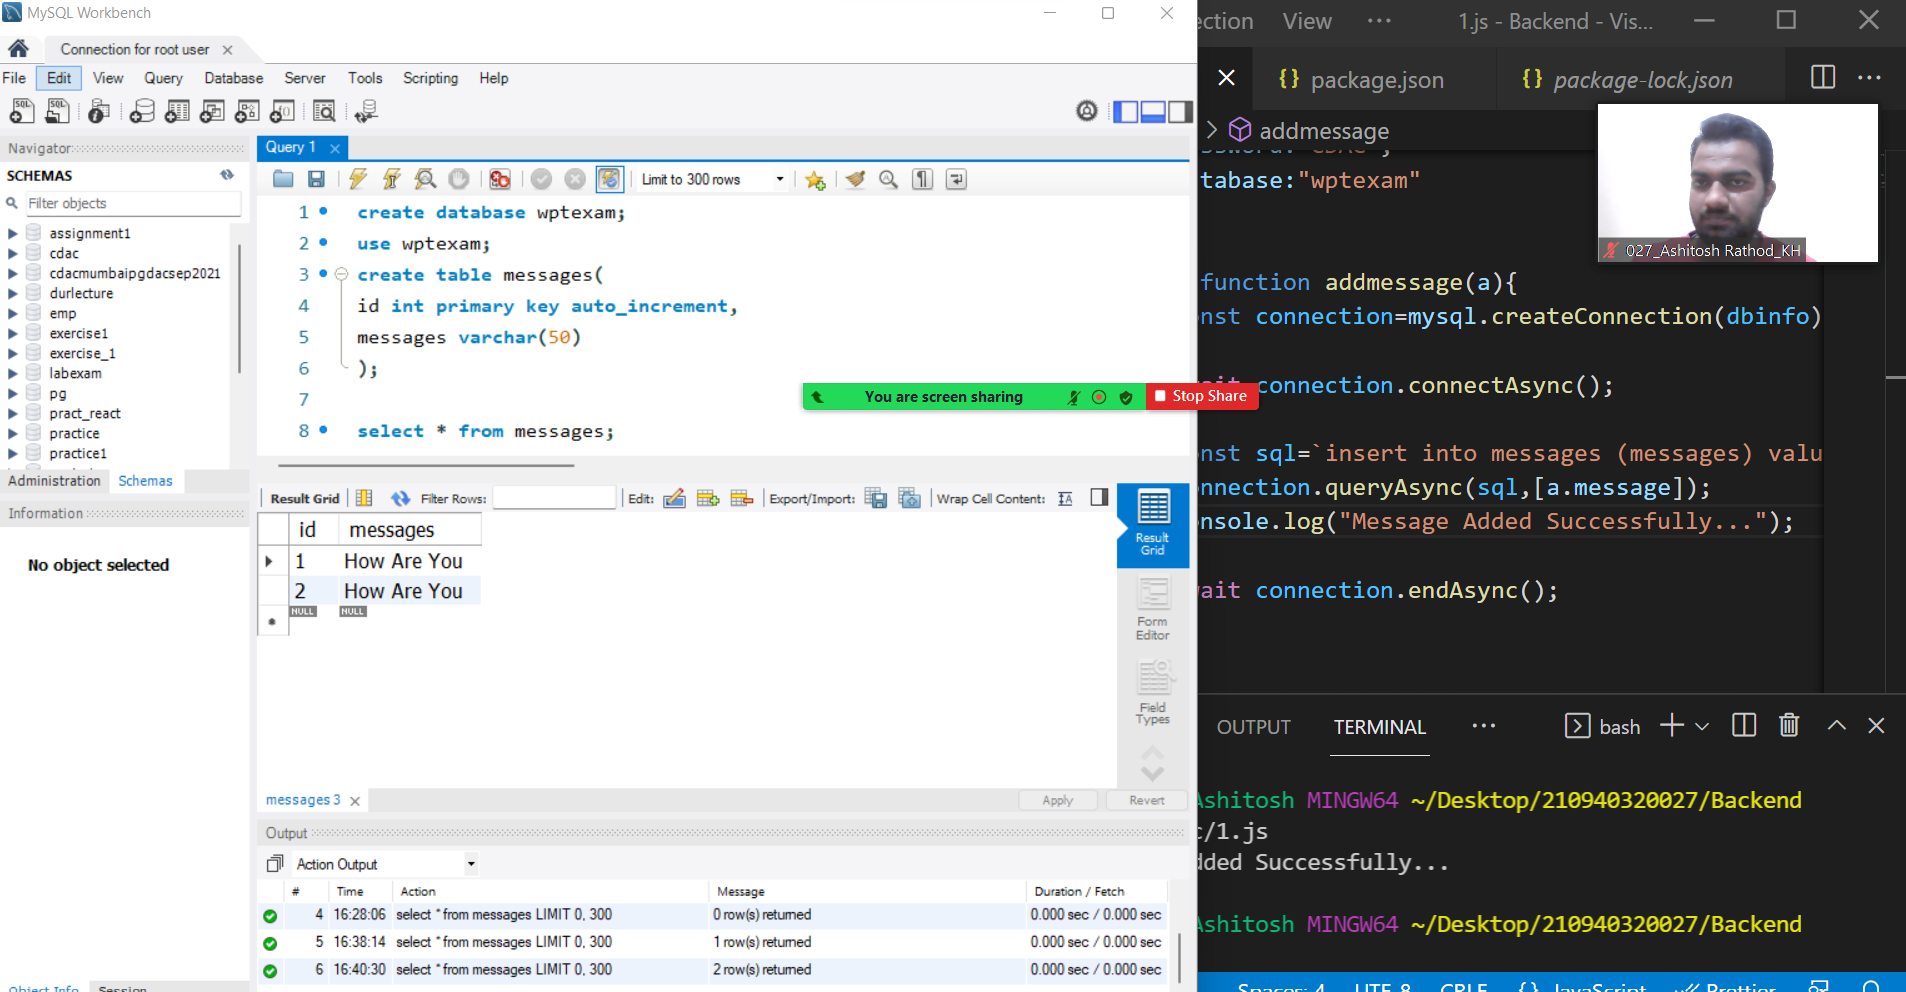 MySQL Workbench
Connection for root user
File Edit View Query Database Server Tools Scripting Help
Navigator
SCHEMAS
Filter objects
assignment1
cdac
cdacmumbaipgdacsep2021
durlecture
emp
exercise1
exercise_1
labexam
pg
pract_react
practice
practice1
Administration Schemas
Information
No object selected
Object Info Session
Query 1
Limit to 300 rows
1 create database wptexam;
2 use wptexam;
3 create table messages(
4 id int primary key auto_increment,
5 messages varchar(50)
6 );
7
8 select * from messages;
You are screen sharing Stop Share
Result Grid Filter Rows: Edit: Export/Import: Wrap Cell Content:
id messages
1 How Are You
2 How Are You
NULL NULL
Result Grid
Form Editor
Field Types
messages 3 Apply Revert
Output
Action Output
# Time Action Message Duration / Fetch
4 16:28:06 select * from messages LIMIT 0, 300 0 row(s) returned 0.000 sec / 0.000 sec
5 16:38:14 select * from messages LIMIT 0, 300 1 row(s) returned 0.000 sec / 0.000 sec
6 16:40:30 select * from messages LIMIT 0, 300 2 row(s) returned 0.000 sec / 0.000 sec
ection View ··· 1.js - Backend - Vis...
{} package.json {} package-lock.json
> addmessage
ssword:"CDAC",
tabase:"wptexam"
027_Ashitosh Rathod_KH
function addmessage(a){
nst connection=mysql.createConnection(dbinfo)
ait connection.connectAsync();
nst sql=`insert into messages (messages) valu
nnection.queryAsync(sql,[a.message]);
nsole.log("Message Added Successfully...");
ait connection.endAsync();
OUTPUT TERMINAL ··· bash
Ashitosh MINGW64 ~/Desktop/210940320027/Backend
c/1.js
dded Successfully...
Ashitosh MINGW64 ~/Desktop/210940320027/Backend
Spaces: 4 UTF-8 CRLF {} JavaScript Prettier